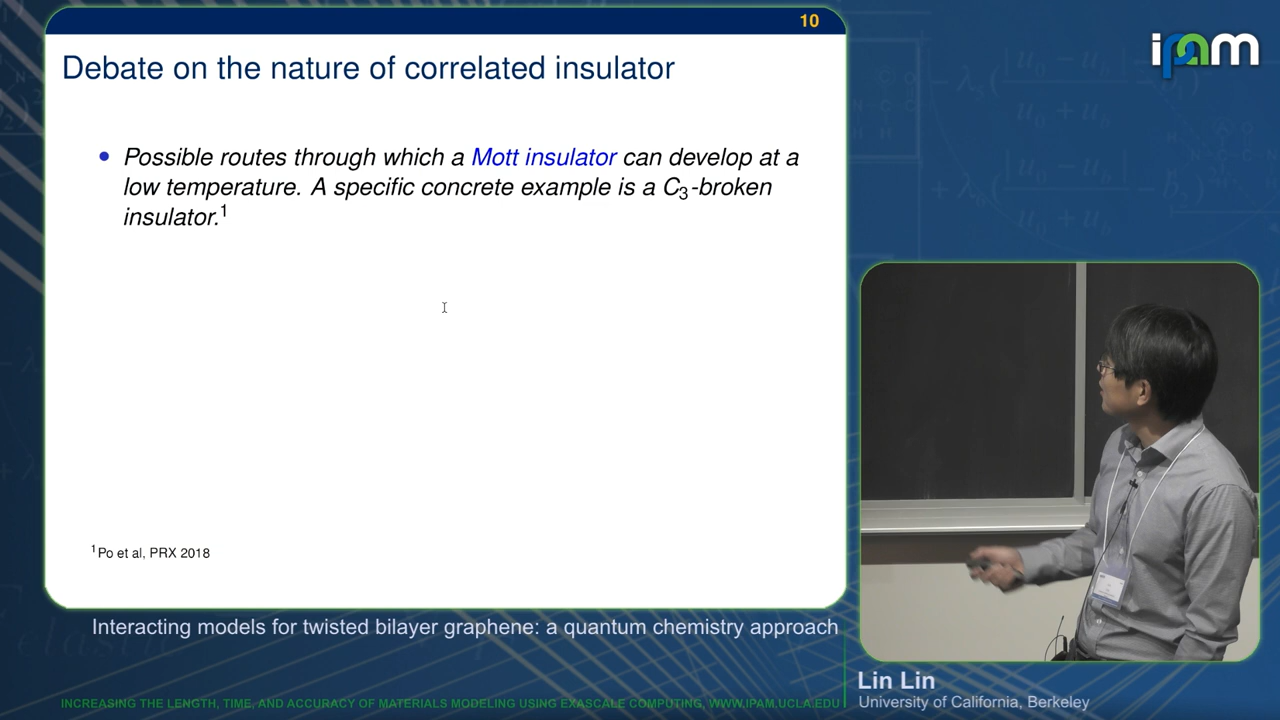 10
ipam
Debate on the nature of correlated insulator
Possible routes through which a Mott insulator can develop at a
low temperature. A specific concrete example is a C3-broken
insulator.1
1Po et al, PRX 2018
Interacting models for twisted bilayer graphene: a quantum chemistry approach
Lin Lin
University of California, Berkeley
INCREASING THE LENGTH, TIME, AND ACCURACY OF MATERIALS MODELING USING EXASCALE COMPUTING, WWW.IPAM.UCLA.EDU